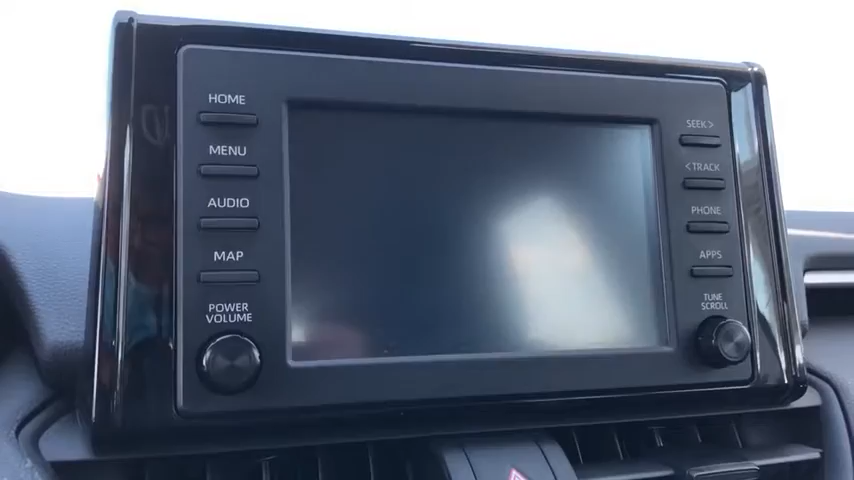 HOME
MENU
AUDIO
MAP
POWER
VOLUME
SEEK >
< TRACK
PHONE
APPS
TUNE
SCROLL